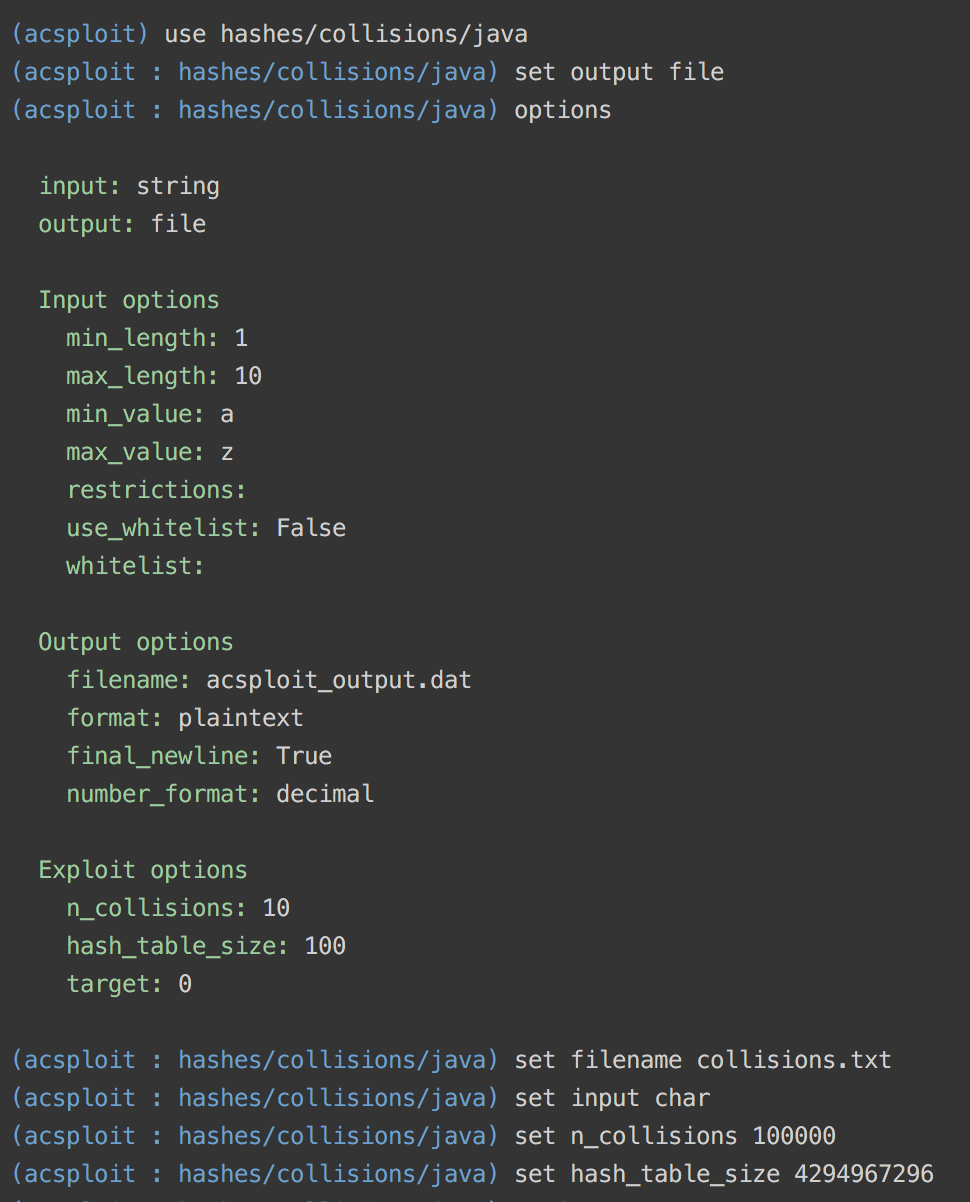 (acsploit) use hashes/collisions/java
(acsploit : hashes/collisions/java) set output file
(acsploit : hashes/collisions/java) options
input: string
output: file
Input options
min_length: 1
max_length: 10
min_value: a
max_value: z
restrictions:
use_whitelist: False
whitelist:
Output options
filename: acsploit_output.dat
format: plaintext
final_newline: True
number_format: decimal
Exploit options
n_collisions: 10
hash_table_size: 100
target: 0
(acsploit : hashes/collisions/java) set filename collisions.txt
(acsploit : hashes/collisions/java) set input char
(acsploit : hashes/collisions/java) set n_collisions 100000
(acsploit : hashes/collisions/java) set hash_table_size 4294967296